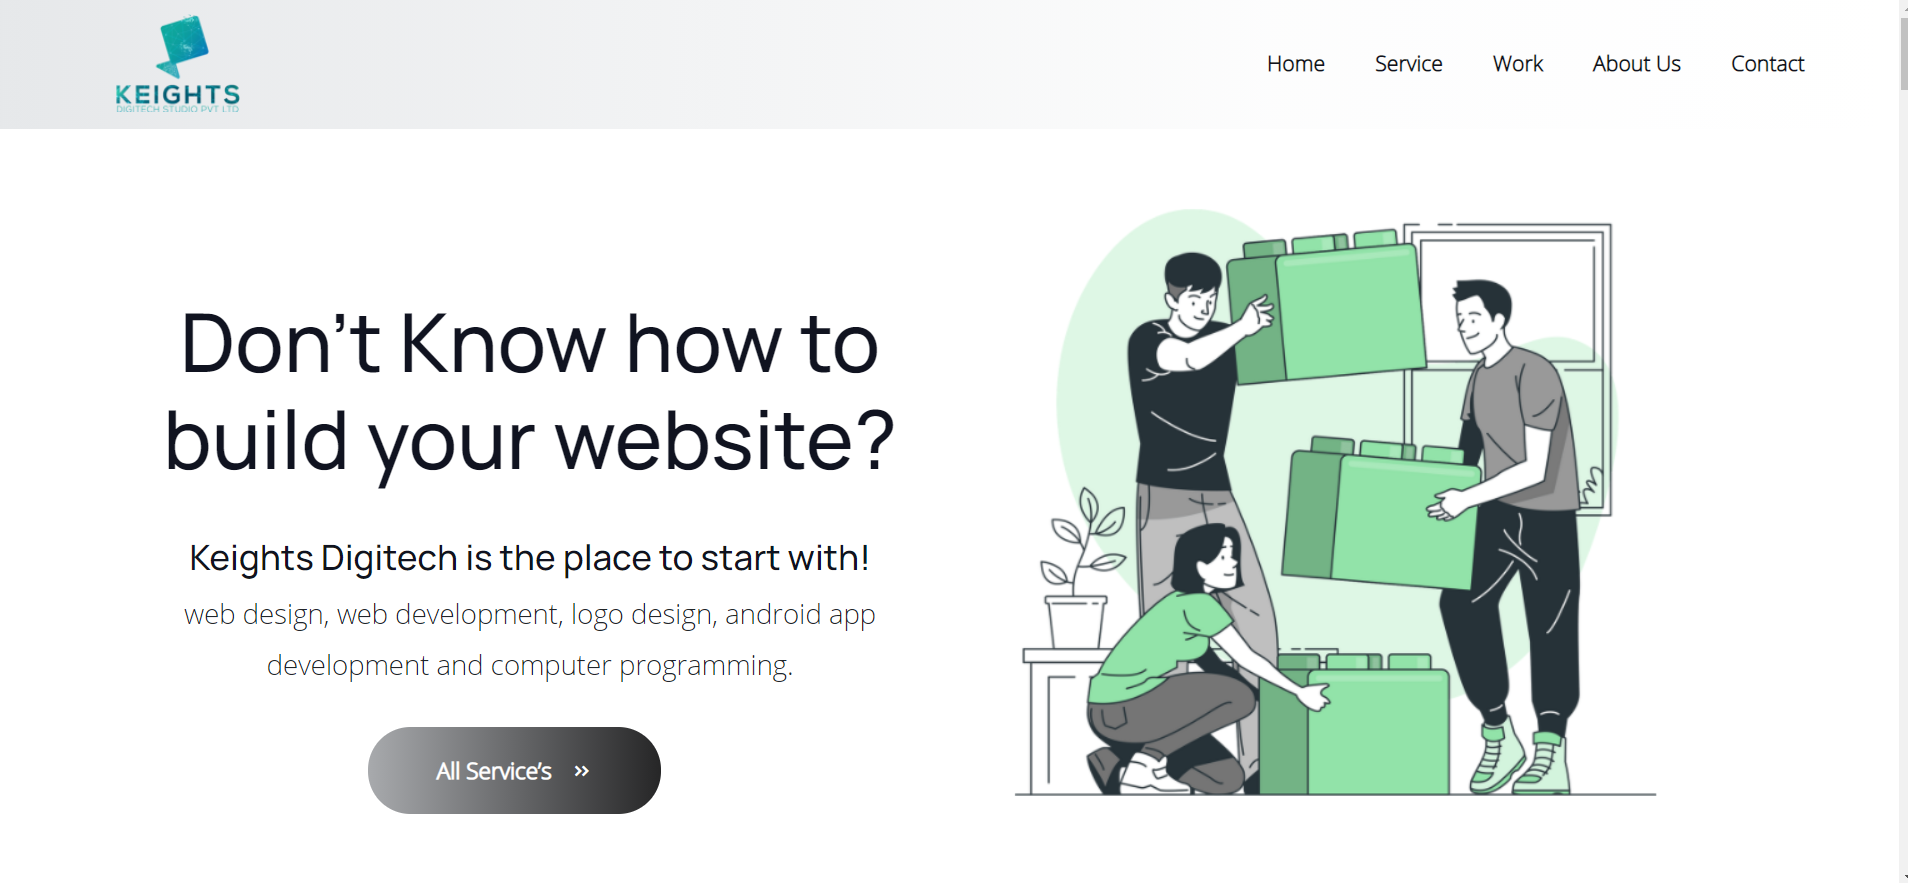 KEIGHTS
DIGITECH STUDIO PVT LTD
Home Service Work About Us Contact
Don’t Know how to
build your website?
Keights Digitech is the place to start with!
web design, web development, logo design, android app
development and computer programming.
All Service’s »